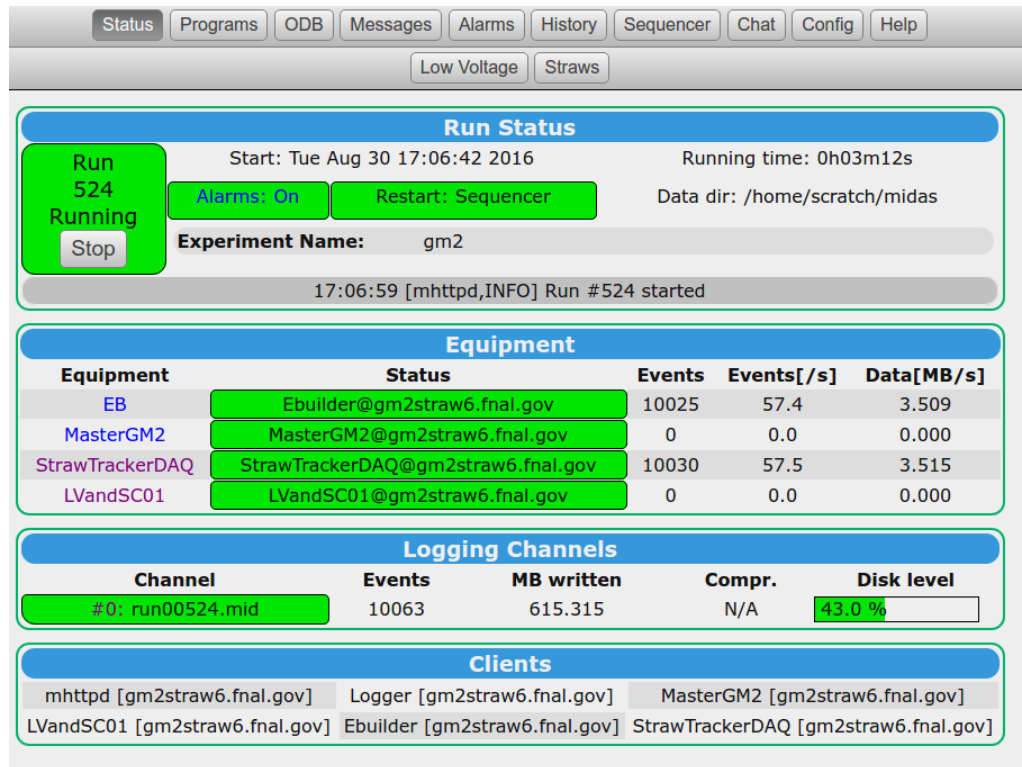 Status Programs ODB Messages Alarms History Sequencer Chat Config Help
Low Voltage Straws
Run Status
Run 524 Running
Stop
Start: Tue Aug 30 17:06:42 2016 Running time: 0h03m12s
Alarms: On Restart: Sequencer Data dir: /home/scratch/midas
Experiment Name: gm2
17:06:59 [mhttpd,INFO] Run #524 started
Equipment
Equipment Status Events Events[/s] Data[MB/s]
EB Ebuilder@gm2straw6.fnal.gov 10025 57.4 3.509
MasterGM2 MasterGM2@gm2straw6.fnal.gov 0 0.0 0.000
StrawTrackerDAQ StrawTrackerDAQ@gm2straw6.fnal.gov 10030 57.5 3.515
LVandSC01 LVandSC01@gm2straw6.fnal.gov 0 0.0 0.000
Logging Channels
Channel Events MB written Compr. Disk level
#0: run00524.mid 10063 615.315 N/A 43.0 %
Clients
mhttpd [gm2straw6.fnal.gov] Logger [gm2straw6.fnal.gov] MasterGM2 [gm2straw6.fnal.gov]
LVandSC01 [gm2straw6.fnal.gov] Ebuilder [gm2straw6.fnal.gov] StrawTrackerDAQ [gm2straw6.fnal.gov]